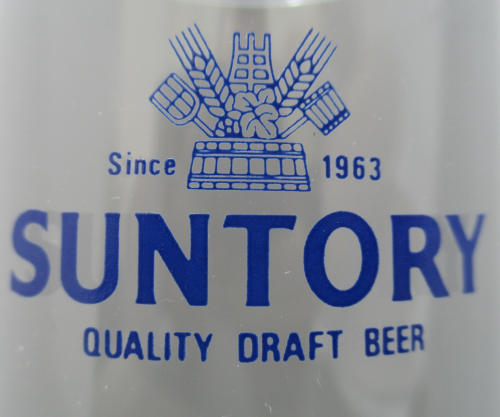 Since 1963
SUNTORY
QUALITY DRAFT BEER